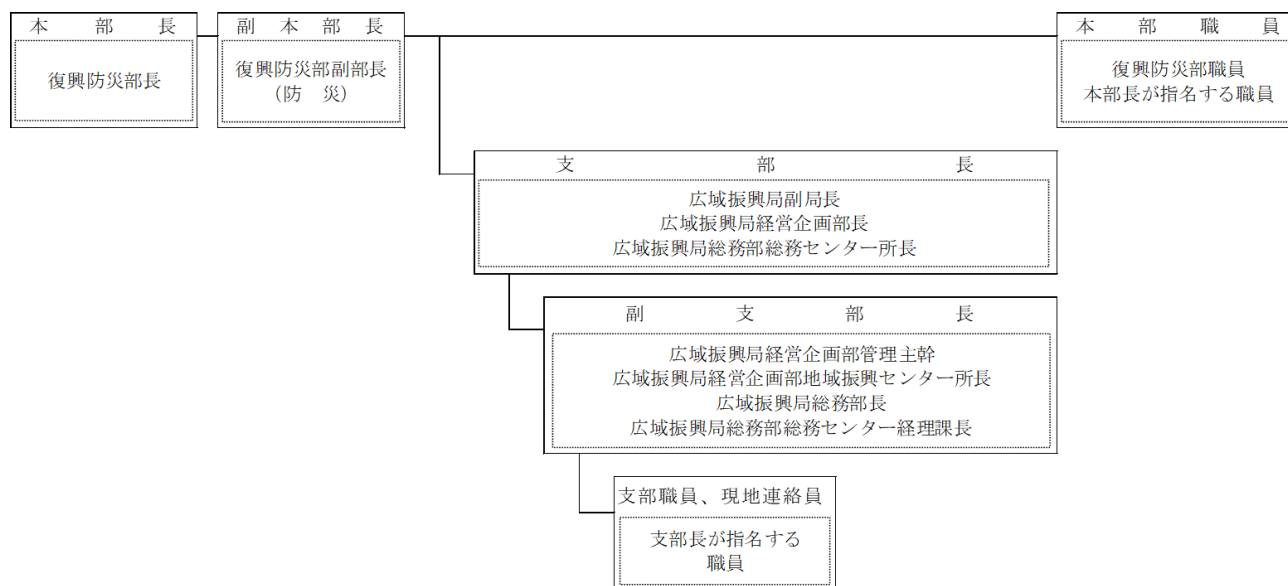 本部長
復興防災部長
副本部長
復興防災部副部長
(防 災)
本部職員
復興防災部職員
本部長が指名する職員
支部長
広域振興局副局長
広域振興局経営企画部長
広域振興局総務部総務センター所長
副支部長
広域振興局経営企画部管理主幹
広域振興局経営企画部地域振興センター所長
広域振興局総務部長
広域振興局総務部総務センター経理課長
支部職員、現地連絡員
支部長が指名する
職員